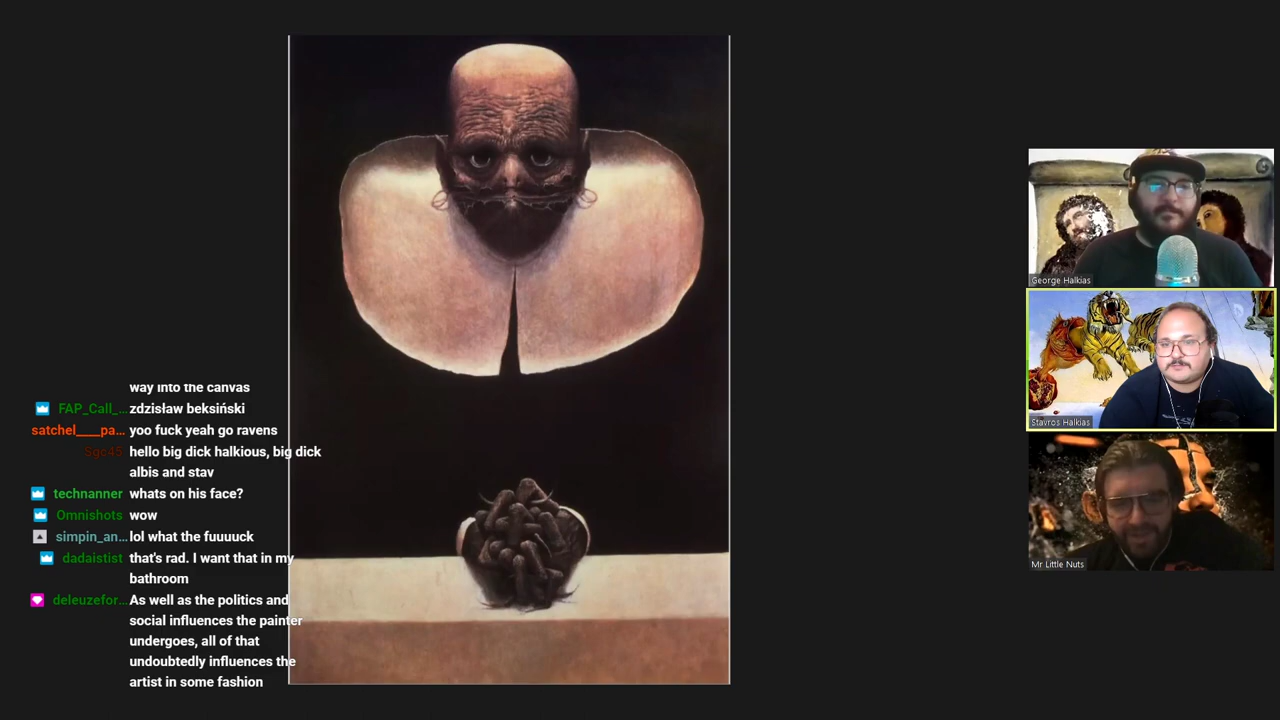 way into the canvas
FAP_Call_... zdzisław beksiński
satchel___pa... yoo fuck yeah go ravens
Sgc45 hello big dick halkious, big dick
albis and stav
technanner whats on his face?
Omnishots wow
simpin_an... lol what the fuuuuck
dadaistist that's rad. I want that in my
bathroom
deleuzefor... As well as the politics and
social influences the painter
undergoes, all of that
undoubtedly influences the
artist in some fashion
George Halkias
Stavros Halkias
Mr Little Nuts